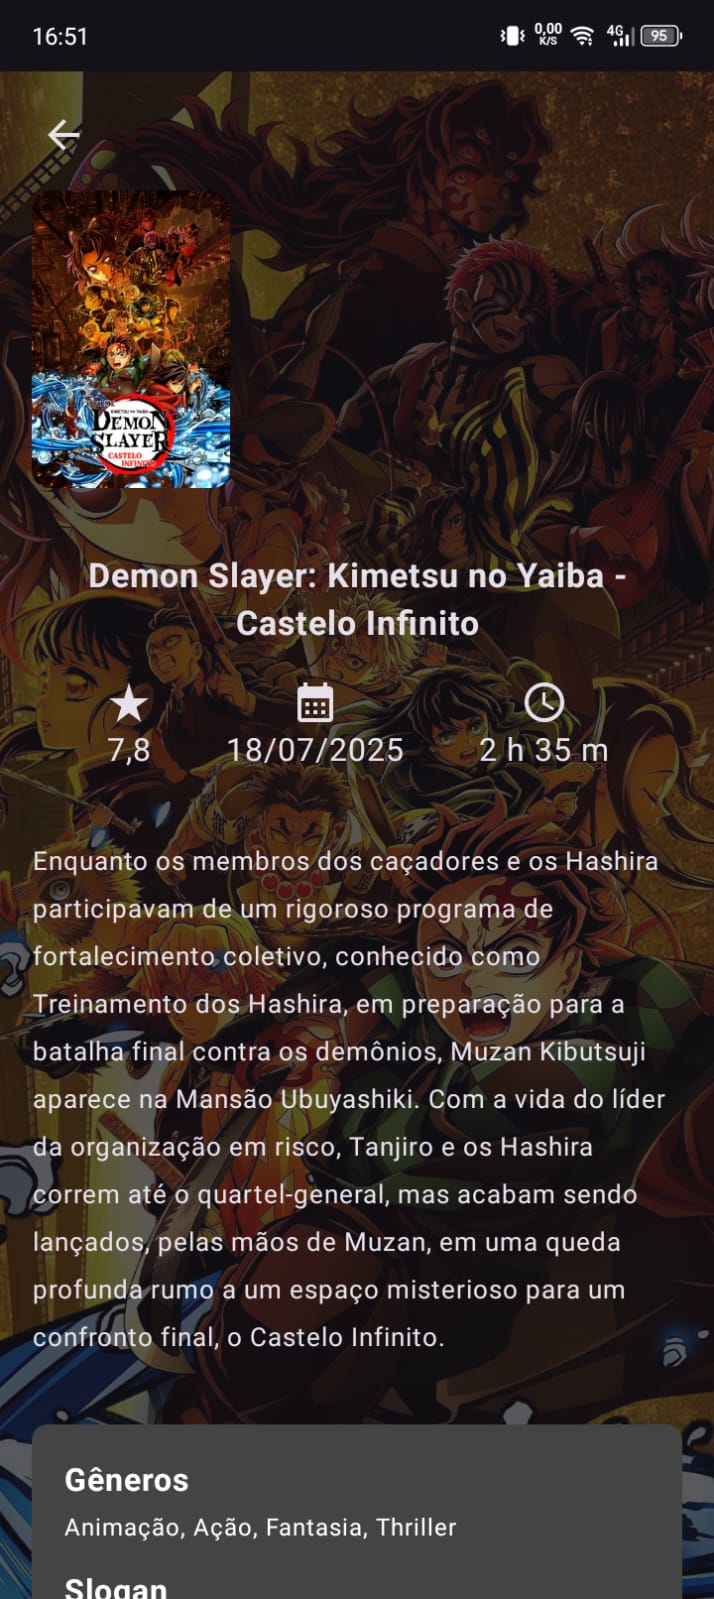 16:51
0,00
K/S
4G
95
KIMETSU NO YAIBA
DEMON
SLAYER
CASTELO
INFINITO
Demon Slayer: Kimetsu no Yaiba -
Castelo Infinito
7,8
18/07/2025
2 h 35 m
Enquanto os membros dos caçadores e os Hashira
participavam de um rigoroso programa de
fortalecimento coletivo, conhecido como
Treinamento dos Hashira, em preparação para a
batalha final contra os demônios, Muzan Kibutsuji
aparece na Mansão Ubuyashiki. Com a vida do líder
da organização em risco, Tanjiro e os Hashira
correm até o quartel-general, mas acabam sendo
lançados, pelas mãos de Muzan, em uma queda
profunda rumo a um espaço misterioso para um
confronto final, o Castelo Infinito.
Gêneros
Animação, Ação, Fantasia, Thriller
Slogan